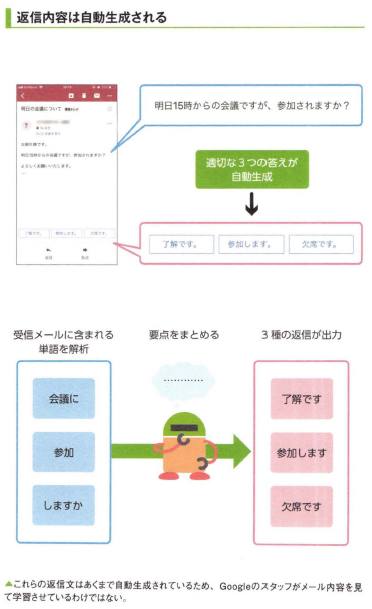 返信内容は自動生成される
明日の会議について
お疲れ様です。
明日15時からの会議ですが、参加されますか?
よろしくお願いいたします。
了解です。 参加します。 欠席です。
返信 転送
明日15時からの会議ですが、参加されますか?
適切な3つの答えが
自動生成
了解です。 参加します。 欠席です。
受信メールに含まれる
単語を解析
要点をまとめる
3種の返信が出力
会議に
参加
しますか
…………
了解です
参加します
欠席です
▲これらの返信文はあくまで自動生成されているため、Googleのスタッフがメール内容を見
て学習させているわけではない。